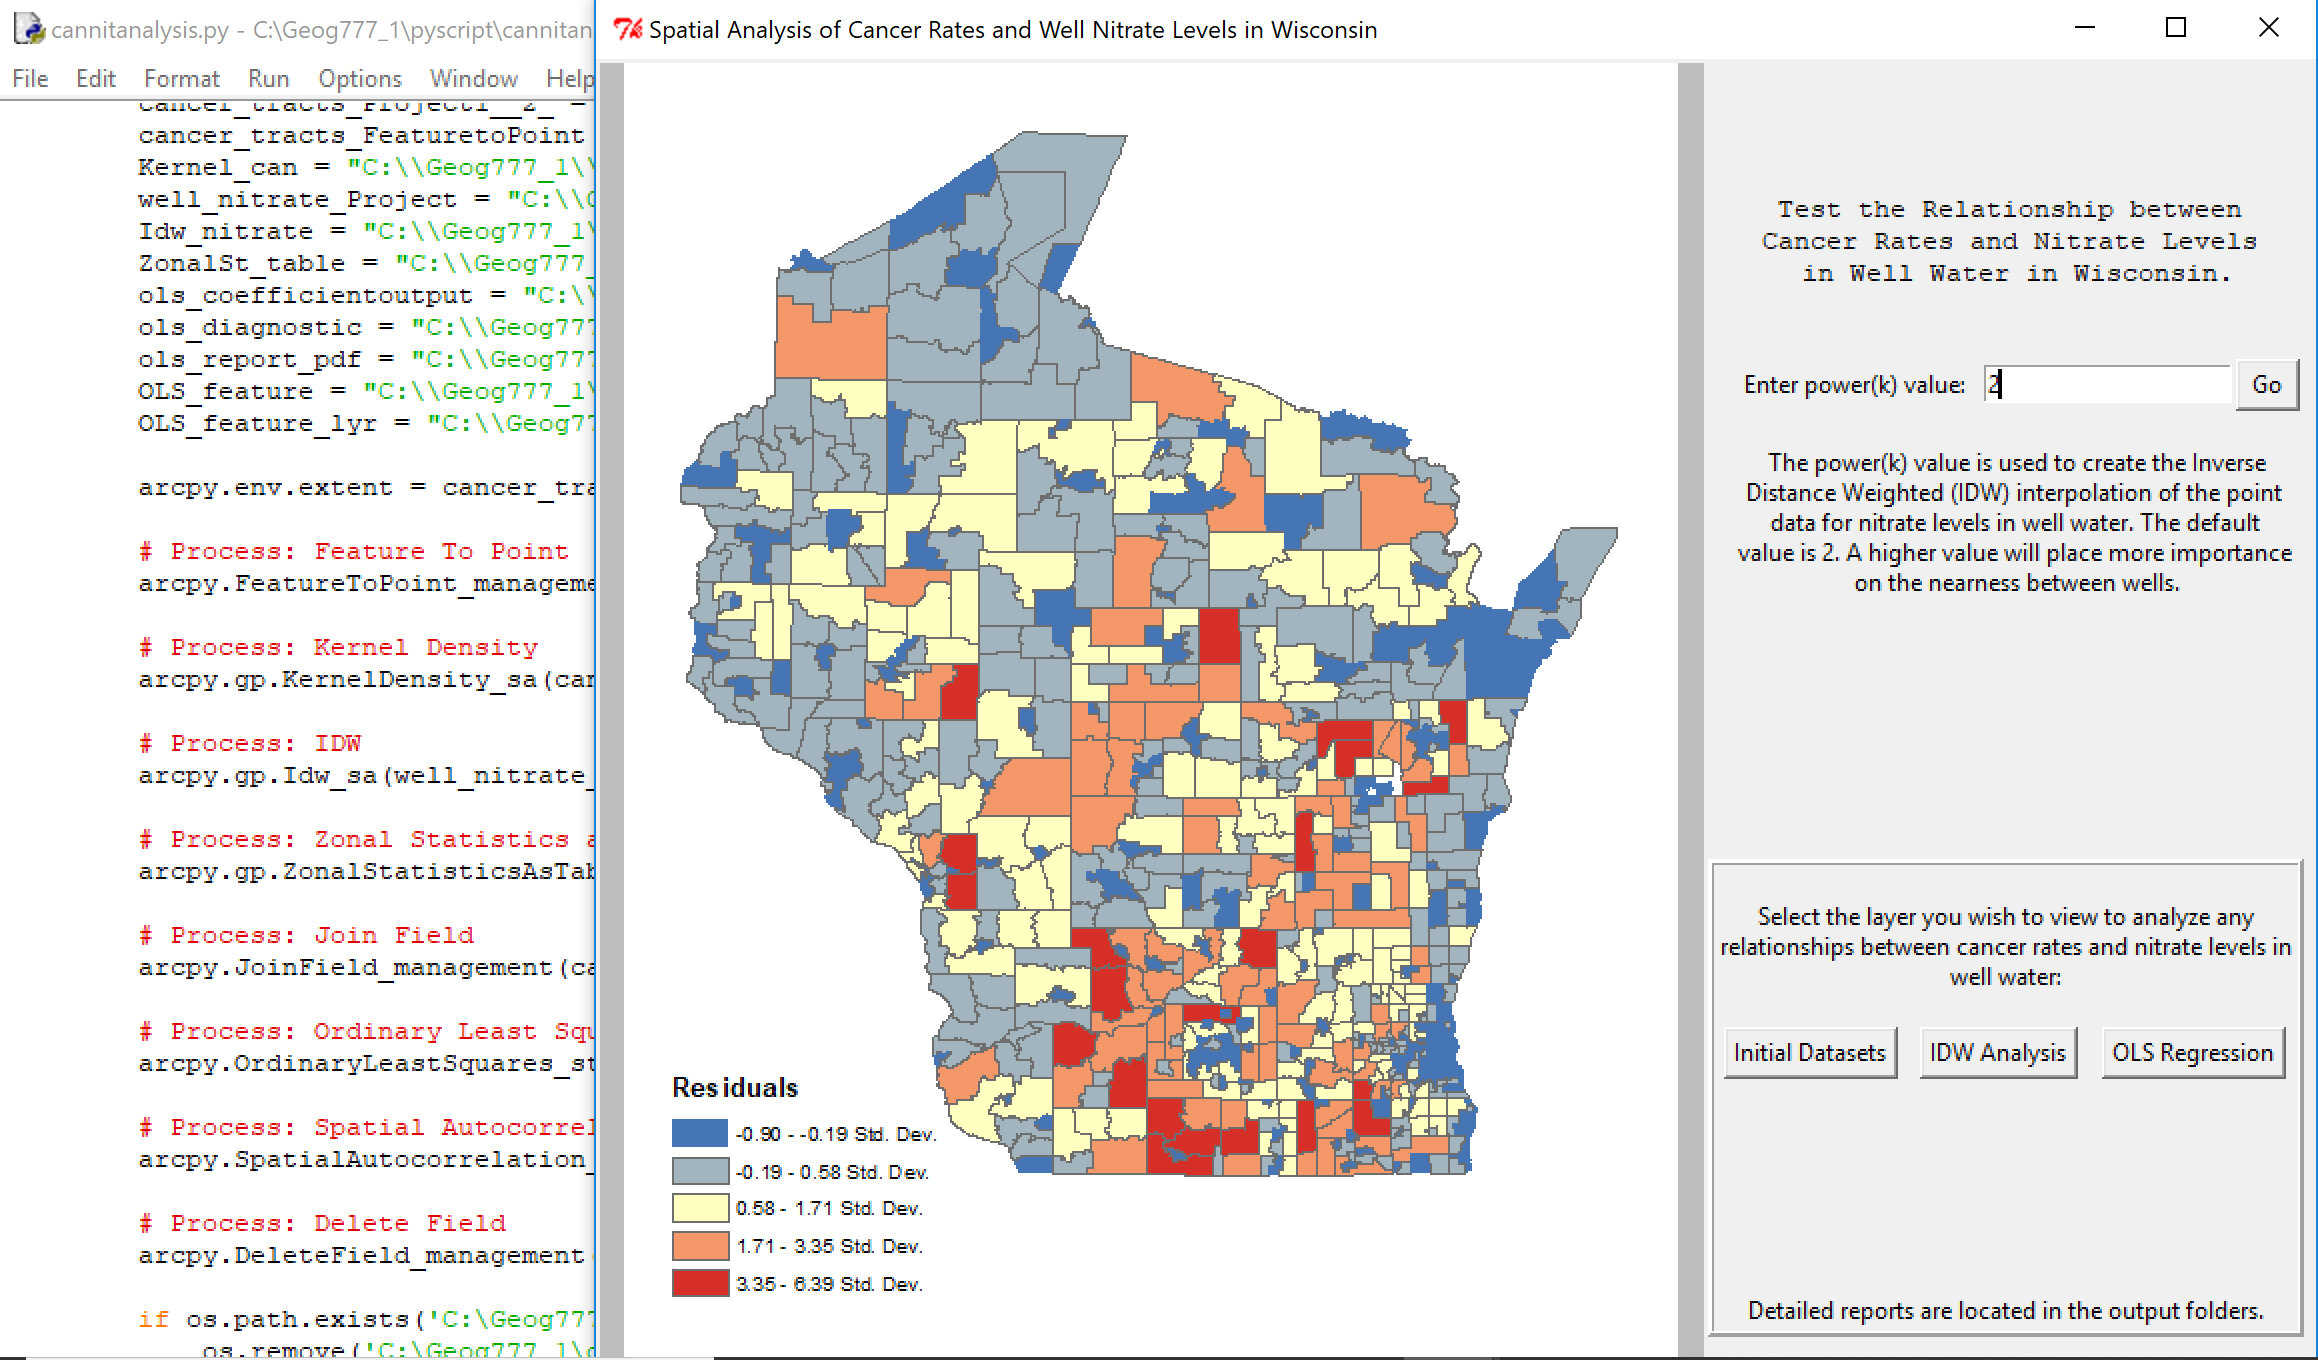 cannitanalysis.py - C:\Geog777_1\pyscript\cannitan
File Edit Format Run Options Window Help
cancer_tracts_Project1__2_ =
cancer_tracts_FeaturetoPoint
Kernel_can = "C:\\Geog777_1\\
well_nitrate_Project = "C:\\G
Idw_nitrate = "C:\\Geog777_1\
ZonalSt_table = "C:\\Geog777_
ols_coefficientoutput = "C:\\
ols_diagnostic = "C:\\Geog777
ols_report_pdf = "C:\\Geog777
OLS_feature = "C:\\Geog777_1\
OLS_feature_lyr = "C:\\Geog77
arcpy.env.extent = cancer_tra
# Process: Feature To Point
arcpy.FeatureToPoint_manageme
# Process: Kernel Density
arcpy.gp.KernelDensity_sa(can
# Process: IDW
arcpy.gp.Idw_sa(well_nitrate_
# Process: Zonal Statistics a
arcpy.gp.ZonalStatisticsAsTab
# Process: Join Field
arcpy.JoinField_management(ca
# Process: Ordinary Least Squ
arcpy.OrdinaryLeastSquares_st
# Process: Spatial Autocorrel
arcpy.SpatialAutocorrelation_
# Process: Delete Field
arcpy.DeleteField_management(
if os.path.exists('C:\Geog777
os.remove('C:\Geog777_1\o
Spatial Analysis of Cancer Rates and Well Nitrate Levels in Wisconsin
Residuals
-0.90 - -0.19 Std. Dev.
-0.19 - 0.58 Std. Dev.
0.58 - 1.71 Std. Dev.
1.71 - 3.35 Std. Dev.
3.35 - 6.39 Std. Dev.
Test the Relationship between
Cancer Rates and Nitrate Levels
in Well Water in Wisconsin.
Enter power(k) value: 2 Go
The power(k) value is used to create the Inverse
Distance Weighted (IDW) interpolation of the point
data for nitrate levels in well water. The default
value is 2. A higher value will place more importance
on the nearness between wells.
Select the layer you wish to view to analyze any
relationships between cancer rates and nitrate levels in
well water:
Initial Datasets IDW Analysis OLS Regression
Detailed reports are located in the output folders.